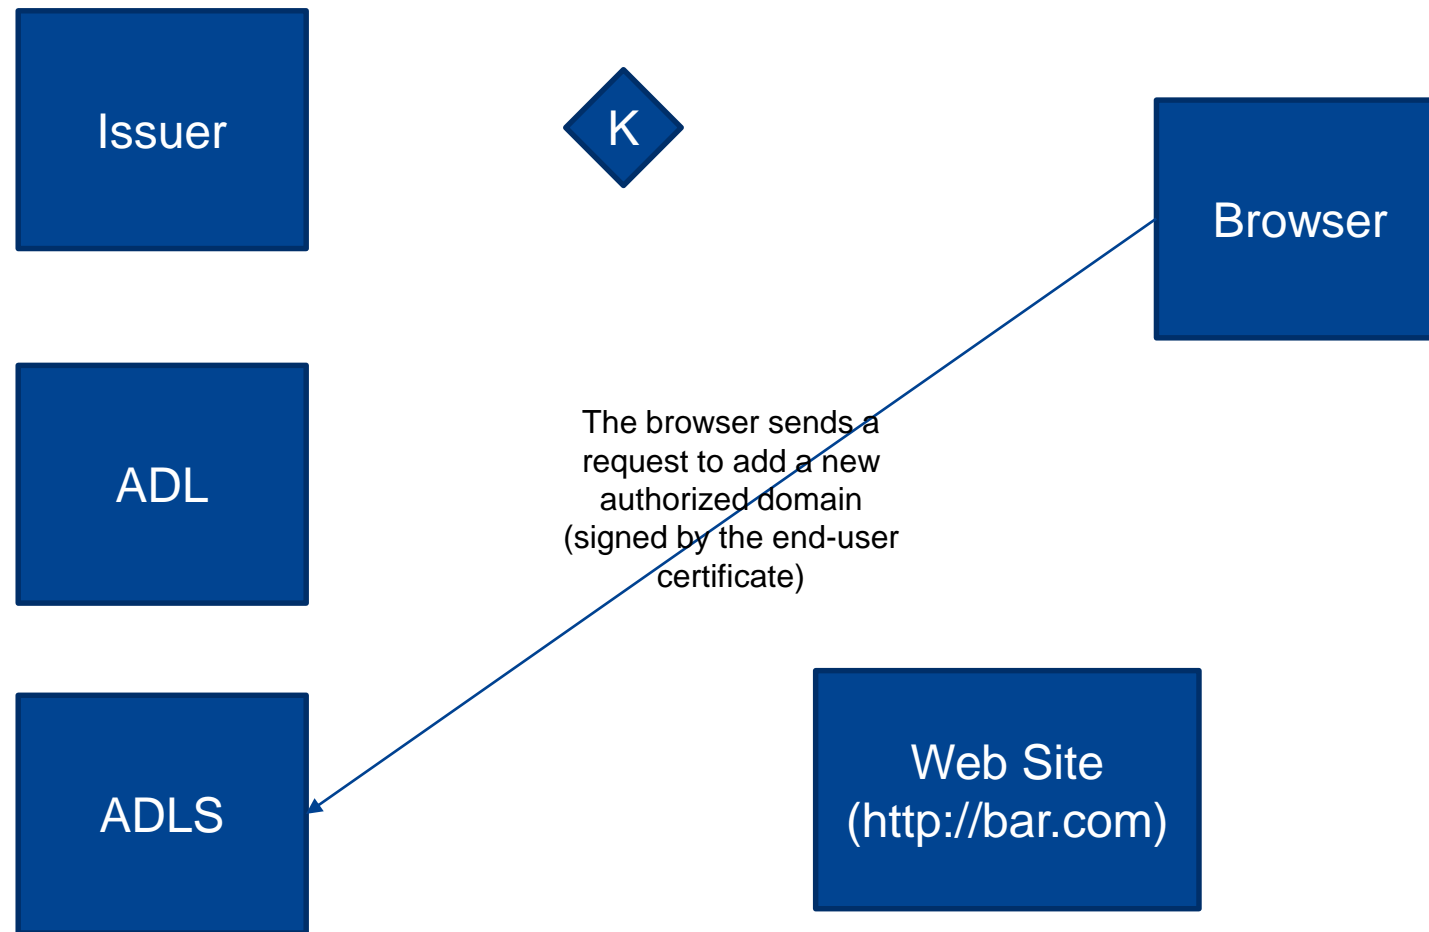 Issuer
K
Browser
ADL
The browser sends a
request to add a new
authorized domain
(signed by the end-user
certificate)
ADLS
Web Site
(http://bar.com)